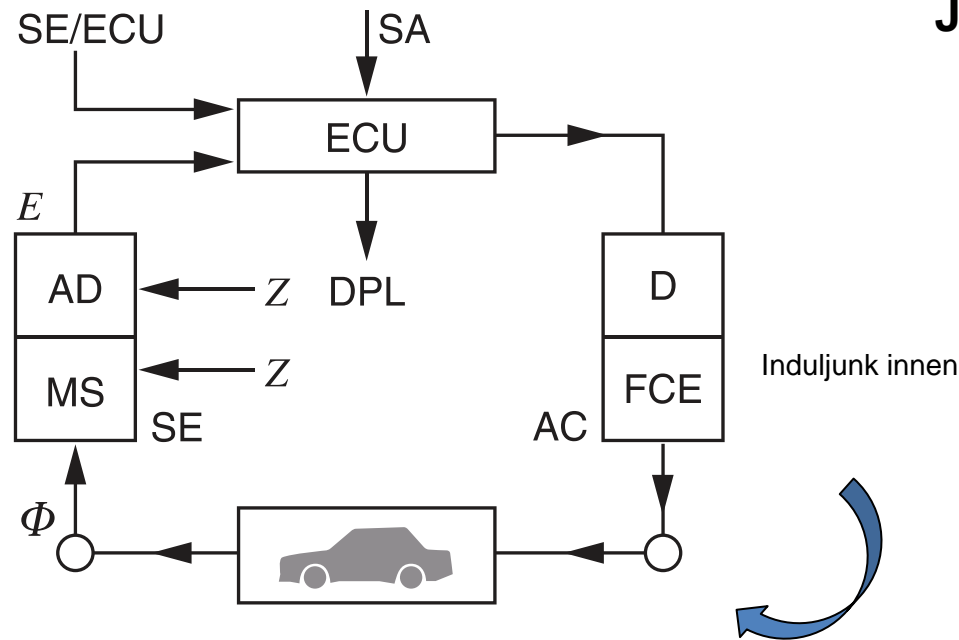 J
SE/ECU
SA
ECU
E
AD
Z
DPL
D
MS
Z
SE
FCE
AC
Induljunk innen
Φ